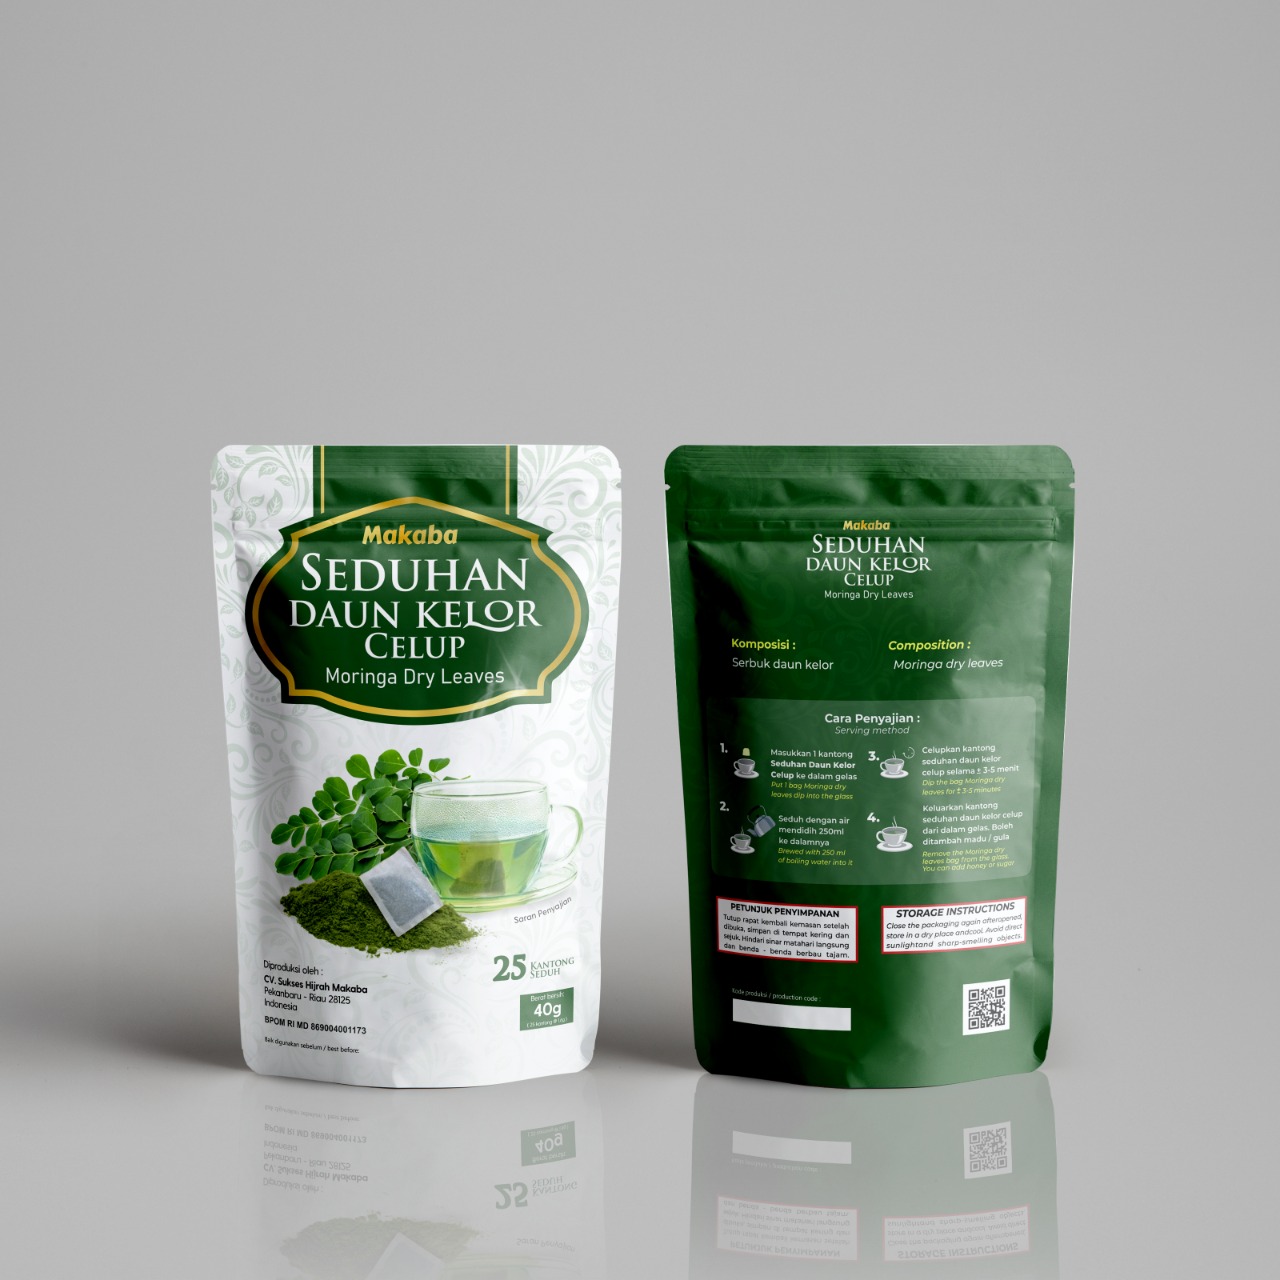 Makaba
SEDUHAN
DAUN KELOR
CELUP
Moringa Dry Leaves
Saran Penyajian
25 KANTONG
SEDUH
Berat bersih:
40g
Diproduksi oleh :
CV. Sukses Hijrah Makaba
Pekanbaru - Riau 28125
Indonesia
BPOM RI MD 869004001173
Baik digunakan sebelum / best before:
Makaba
SEDUHAN
DAUN KELOR
CELUP
Moringa Dry Leaves
Komposisi :
Serbuk daun kelor
Composition :
Moringa dry leaves
Cara Penyajian :
Serving method
1.
Masukkan 1 kantong
Seduhan Daun Kelor
Celup ke dalam gelas
Put 1 bag Moringa dry
leaves dip into the glass
2.
Seduh dengan air
mendidih 250ml
ke dalamnya
Brewed with 250 ml
of boiling water into it
3.
Celupkan kantong
seduhan daun kelor
celup selama ± 3-5 menit
Dip the bag Moringa dry
leaves for ± 3-5 minutes
4.
Keluarkan kantong
seduhan daun kelor celup
dari dalam gelas. Boleh
ditambah madu / gula
Remove the Moringa dry
leaves bag from the glass.
You can add honey or sugar
PETUNJUK PENYIMPANAN
Tutup rapat kembali kemasan setelah
dibuka, simpan di tempat kering dan
sejuk. Hindari sinar matahari langsung
dan benda - benda berbau tajam.
STORAGE INSTRUCTIONS
Close the packaging again afteropened,
store in a dry place andcool. Avoid direct
sunlightand sharp-smelling objects.
Kode produksi / production code :